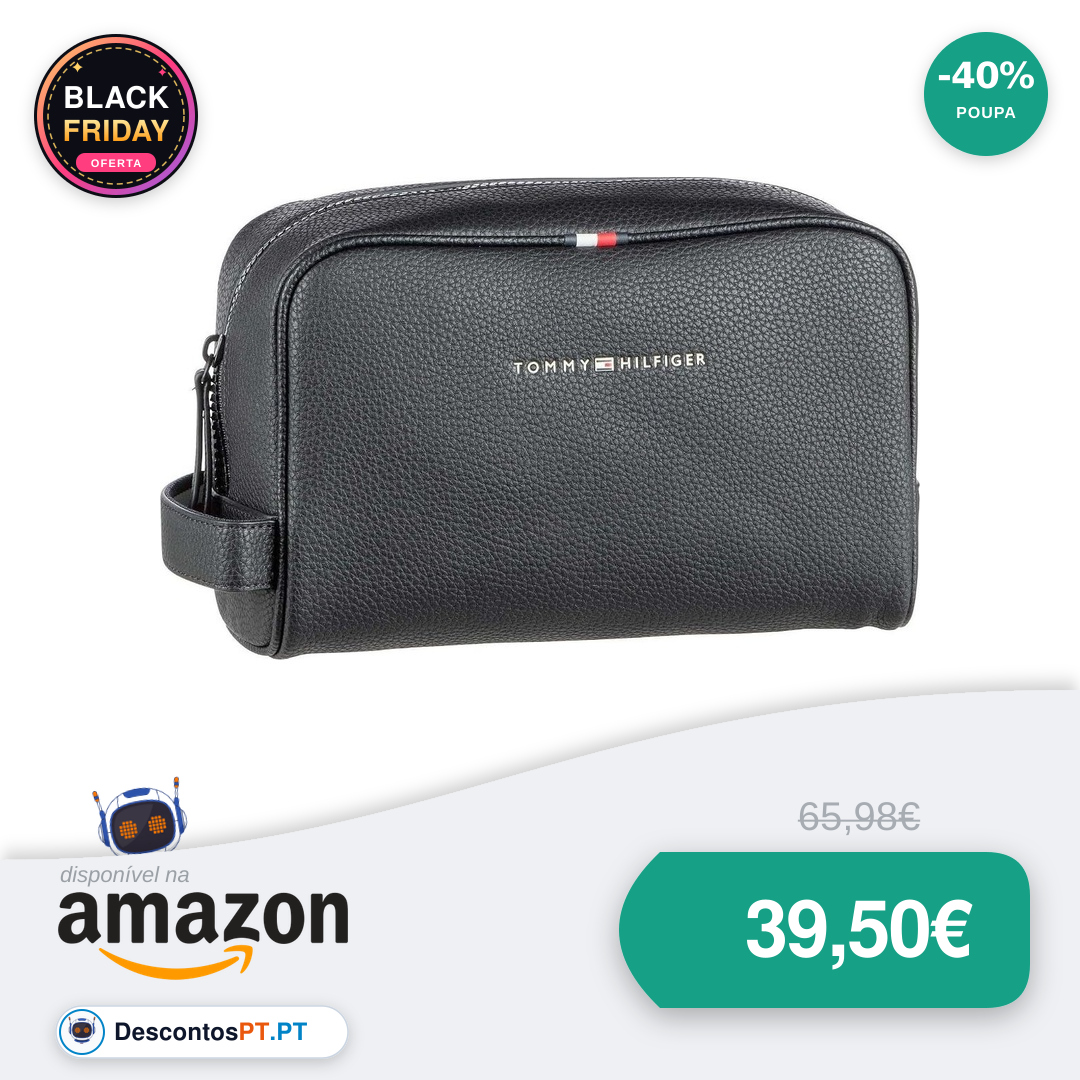 BLACK
FRIDAY
OFERTA
-40%
POUPA
TOMMY HILFIGER
65,98€
disponível na
amazon
39,50€
DescontosPT.PT